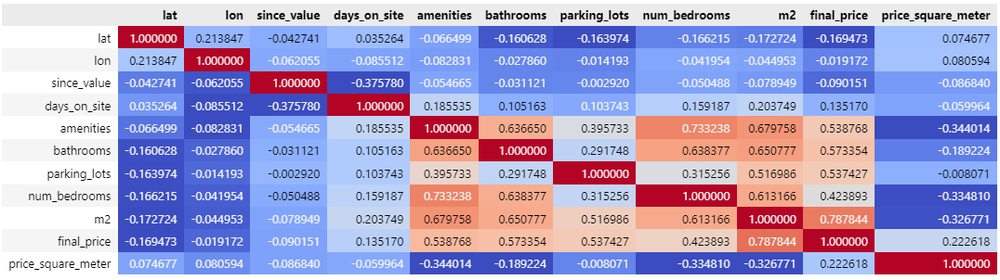 lat lon since_value days_on_site amenities bathrooms parking_lots num_bedrooms m2 final_price price_square_meter
lat 1.000000 0.213847 -0.042741 0.035264 -0.066499 -0.160628 -0.163974 -0.166215 -0.172724 -0.169473 0.074677
lon 0.213847 1.000000 -0.062055 -0.085512 -0.082831 -0.027860 -0.014193 -0.041954 -0.044953 -0.019172 0.080594
since_value -0.042741 -0.062055 1.000000 -0.375780 -0.054665 -0.031121 -0.002920 -0.050488 -0.078949 -0.090151 -0.086840
days_on_site 0.035264 -0.085512 -0.375780 1.000000 0.185535 0.105163 0.103743 0.159187 0.203749 0.135170 -0.059964
amenities -0.066499 -0.082831 -0.054665 0.185535 1.000000 0.636650 0.395733 0.733238 0.679758 0.538768 -0.344014
bathrooms -0.160628 -0.027860 -0.031121 0.105163 0.636650 1.000000 0.291748 0.638377 0.650777 0.573354 -0.189224
parking_lots -0.163974 -0.014193 -0.002920 0.103743 0.395733 0.291748 1.000000 0.315256 0.516986 0.537427 -0.008071
num_bedrooms -0.166215 -0.041954 -0.050488 0.159187 0.733238 0.638377 0.315256 1.000000 0.613166 0.423893 -0.334810
m2 -0.172724 -0.044953 -0.078949 0.203749 0.679758 0.650777 0.516986 0.613166 1.000000 0.787844 -0.326771
final_price -0.169473 -0.019172 -0.090151 0.135170 0.538768 0.573354 0.537427 0.423893 0.787844 1.000000 0.222618
price_square_meter 0.074677 0.080594 -0.086840 -0.059964 -0.344014 -0.189224 -0.008071 -0.334810 -0.326771 0.222618 1.000000